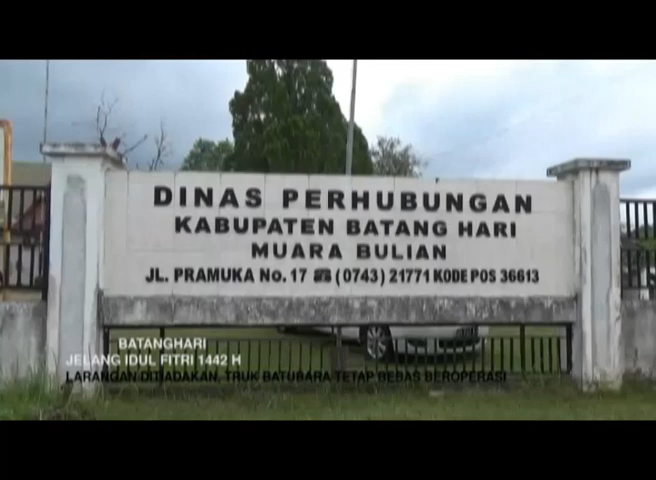 DINAS PERHUBUNGAN
KABUPATEN BATANG HARI
MUARA BULIAN
JL. PRAMUKA No. 17 ☎ (0743) 21771 KODE POS 36613
BATANGHARI
JELANG IDUL FITRI 1442 H
LARANGAN DITIADAKAN, TRUK BATUBARA TETAP BEBAS BEROPERASI